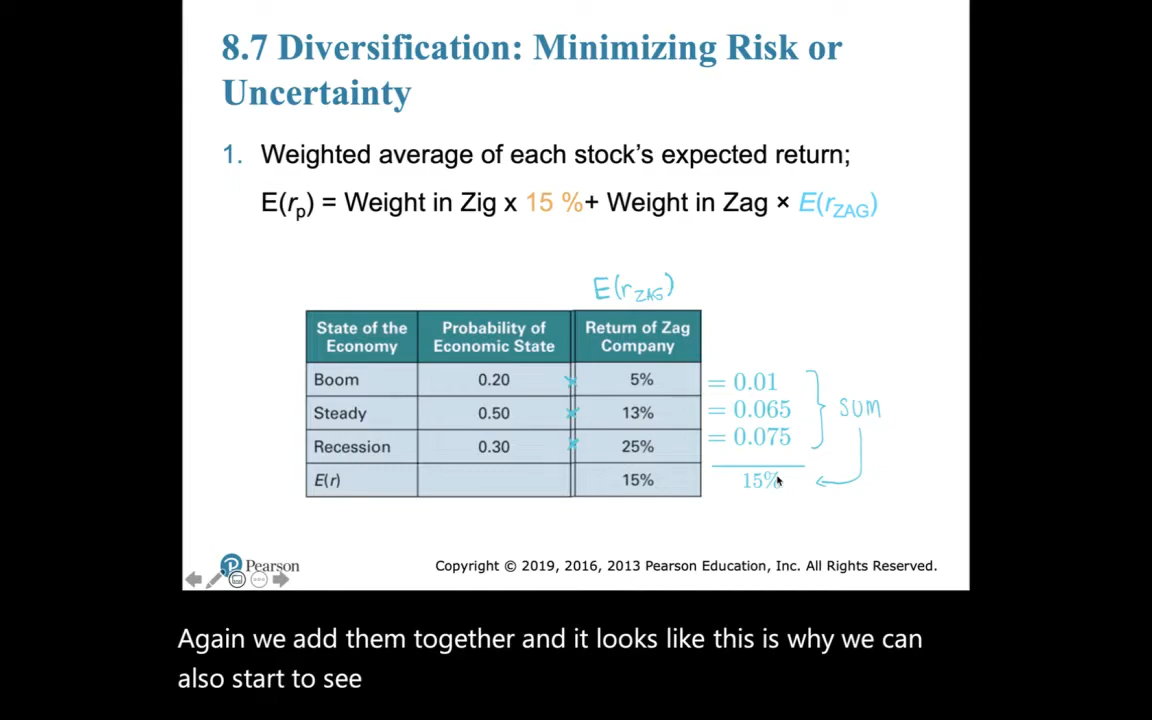 8.7 Diversification: Minimizing Risk or
Uncertainty
1. Weighted average of each stock's expected return;
E(rp) = Weight in Zig x 15 %+ Weight in Zag × E(rZAG)
E(rZAG)
State of the Economy Probability of Economic State Return of Zag Company
Boom 0.20 5% = 0.01
Steady 0.50 13% = 0.065 SUM
Recession 0.30 25% = 0.075
E(r) 15% 15%
Pearson
Copyright © 2019, 2016, 2013 Pearson Education, Inc. All Rights Reserved.
Again we add them together and it looks like this is why we can
also start to see